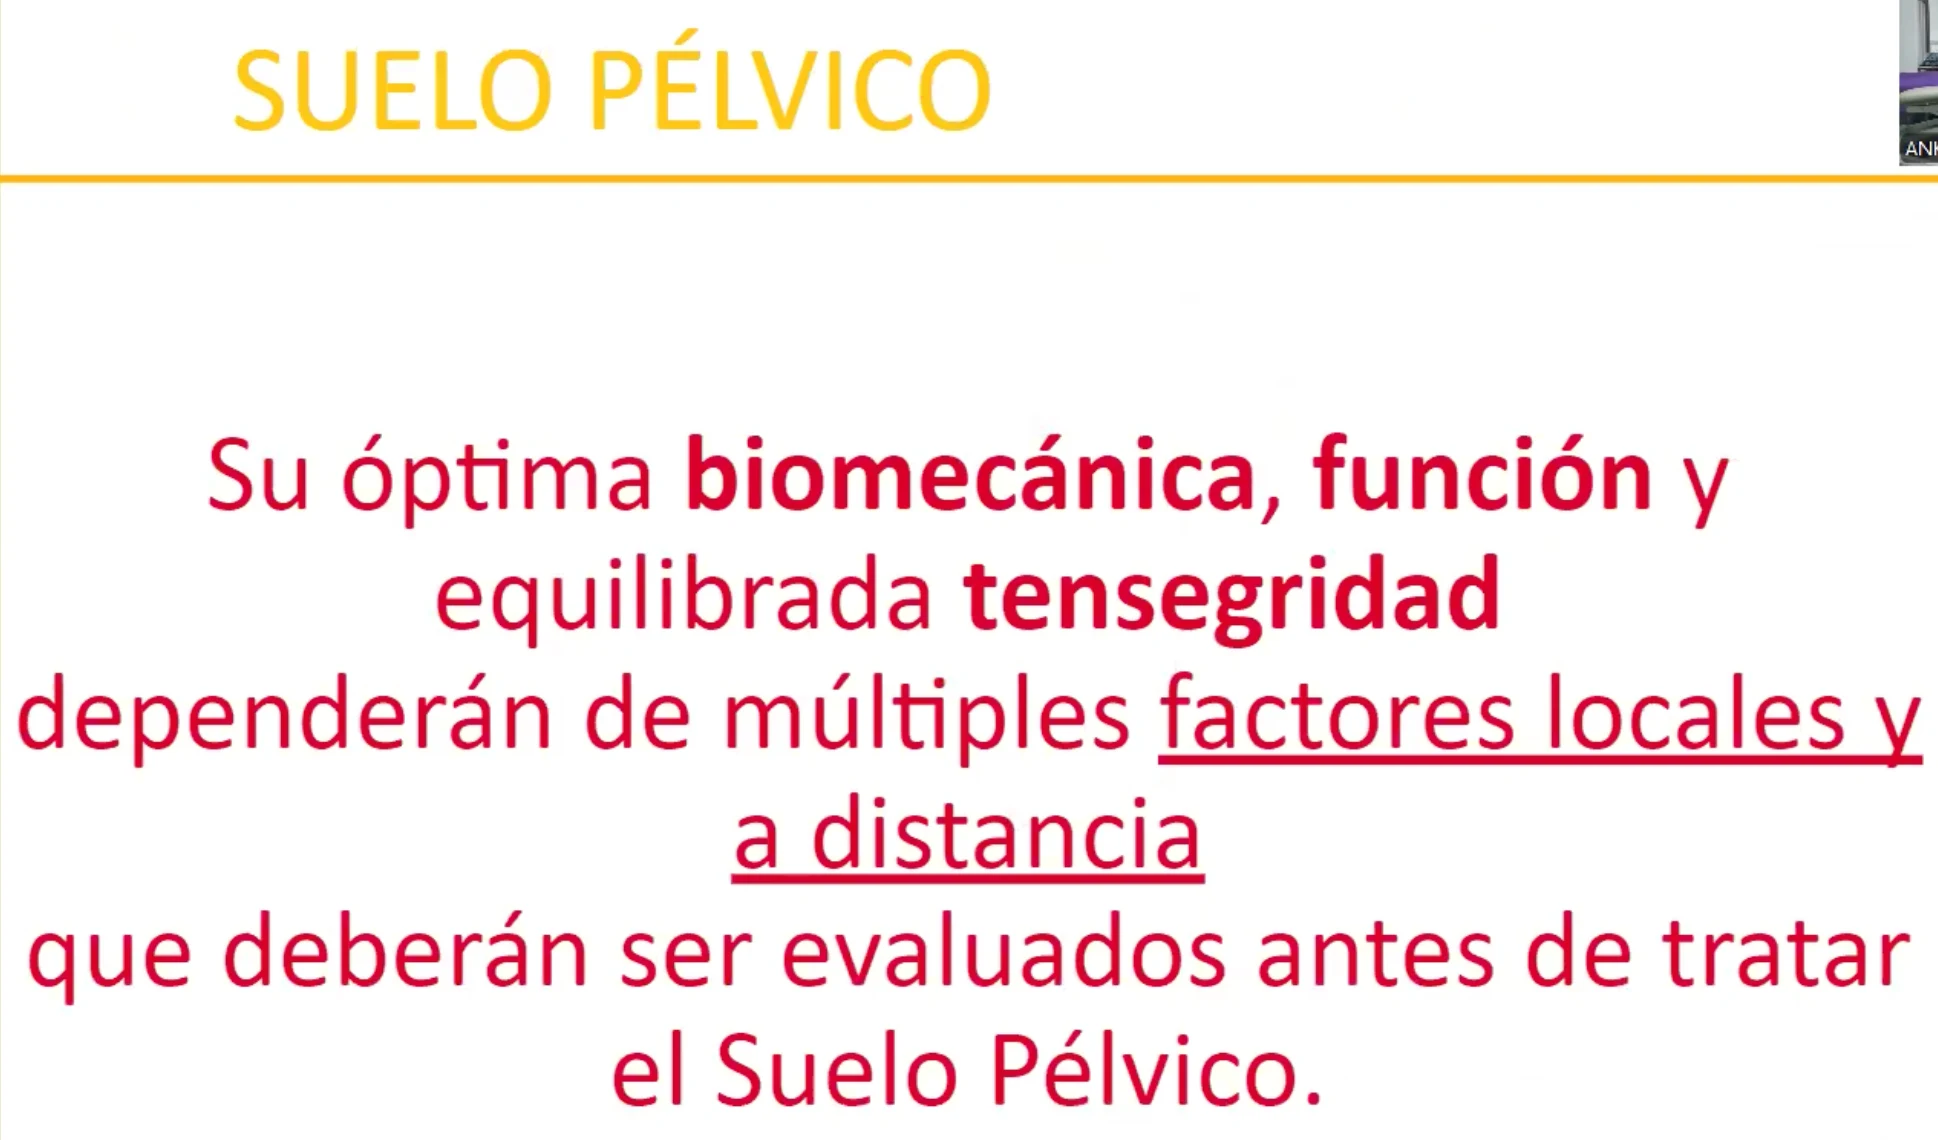 SUELO PÉLVICO
Su óptima biomecánica, función y
equilibrada tensegridad
dependerán de múltiples factores locales y
a distancia
que deberán ser evaluados antes de tratar
el Suelo Pélvico.